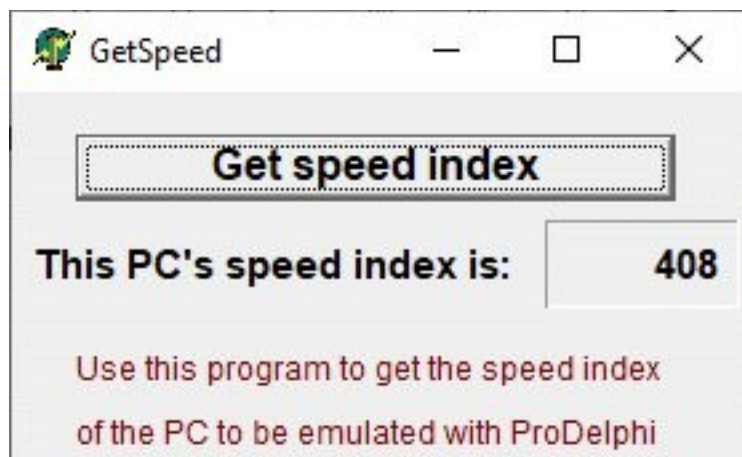 GetSpeed
Get speed index
This PC's speed index is: 408
Use this program to get the speed index
of the PC to be emulated with ProDelphi